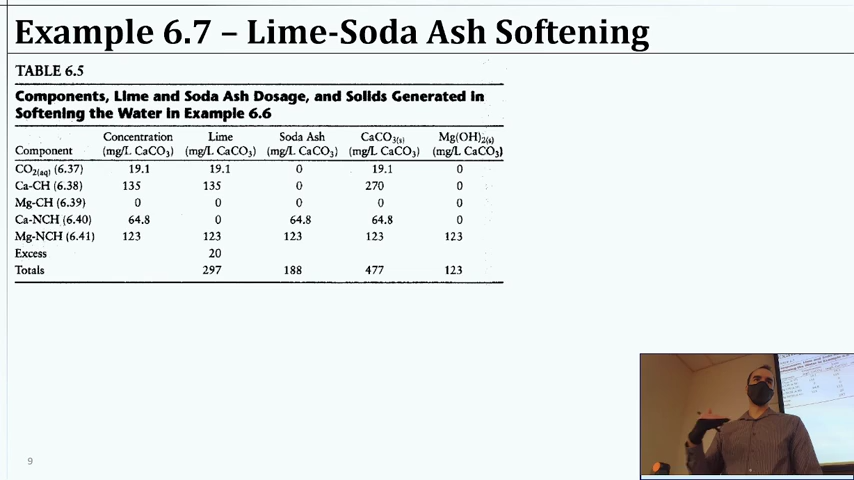 Example 6.7 – Lime-Soda Ash Softening
TABLE 6.5
Components, Lime and Soda Ash Dosage, and Solids Generated in
Softening the Water in Example 6.6
Concentration Lime Soda Ash CaCO3(s) Mg(OH)2(s)
Component (mg/L CaCO3) (mg/L CaCO3) (mg/L CaCO3) (mg/L CaCO3) (mg/L CaCO3)
CO2(aq) (6.37) 19.1 19.1 0 19.1 0
Ca-CH (6.38) 135 135 0 270 0
Mg-CH (6.39) 0 0 0 0 0
Ca-NCH (6.40) 64.8 0 64.8 64.8 0
Mg-NCH (6.41) 123 123 123 123 123
Excess 20
Totals 297 188 477 123
9